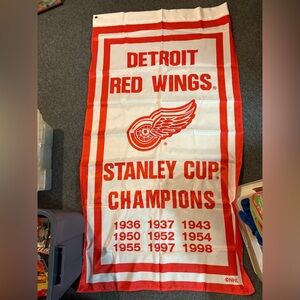 DETROIT
RED WINGS®
STANLEY CUP
CHAMPIONS
1936 1937 1943
1950 1952 1954
1955 1997 1998
©NHL